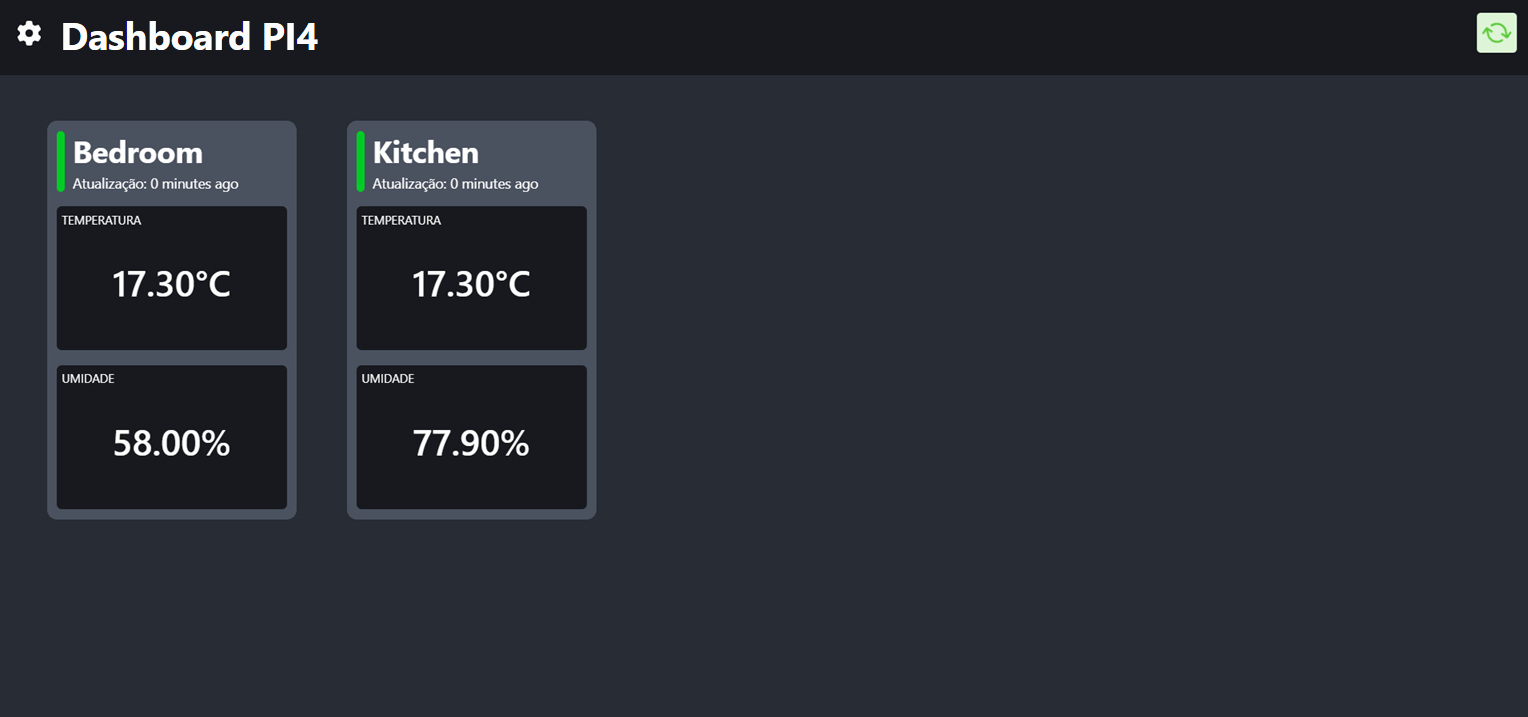 Dashboard PI4
Bedroom
Atualização: 0 minutes ago
TEMPERATURA
17.30°C
UMIDADE
58.00%
Kitchen
Atualização: 0 minutes ago
TEMPERATURA
17.30°C
UMIDADE
77.90%